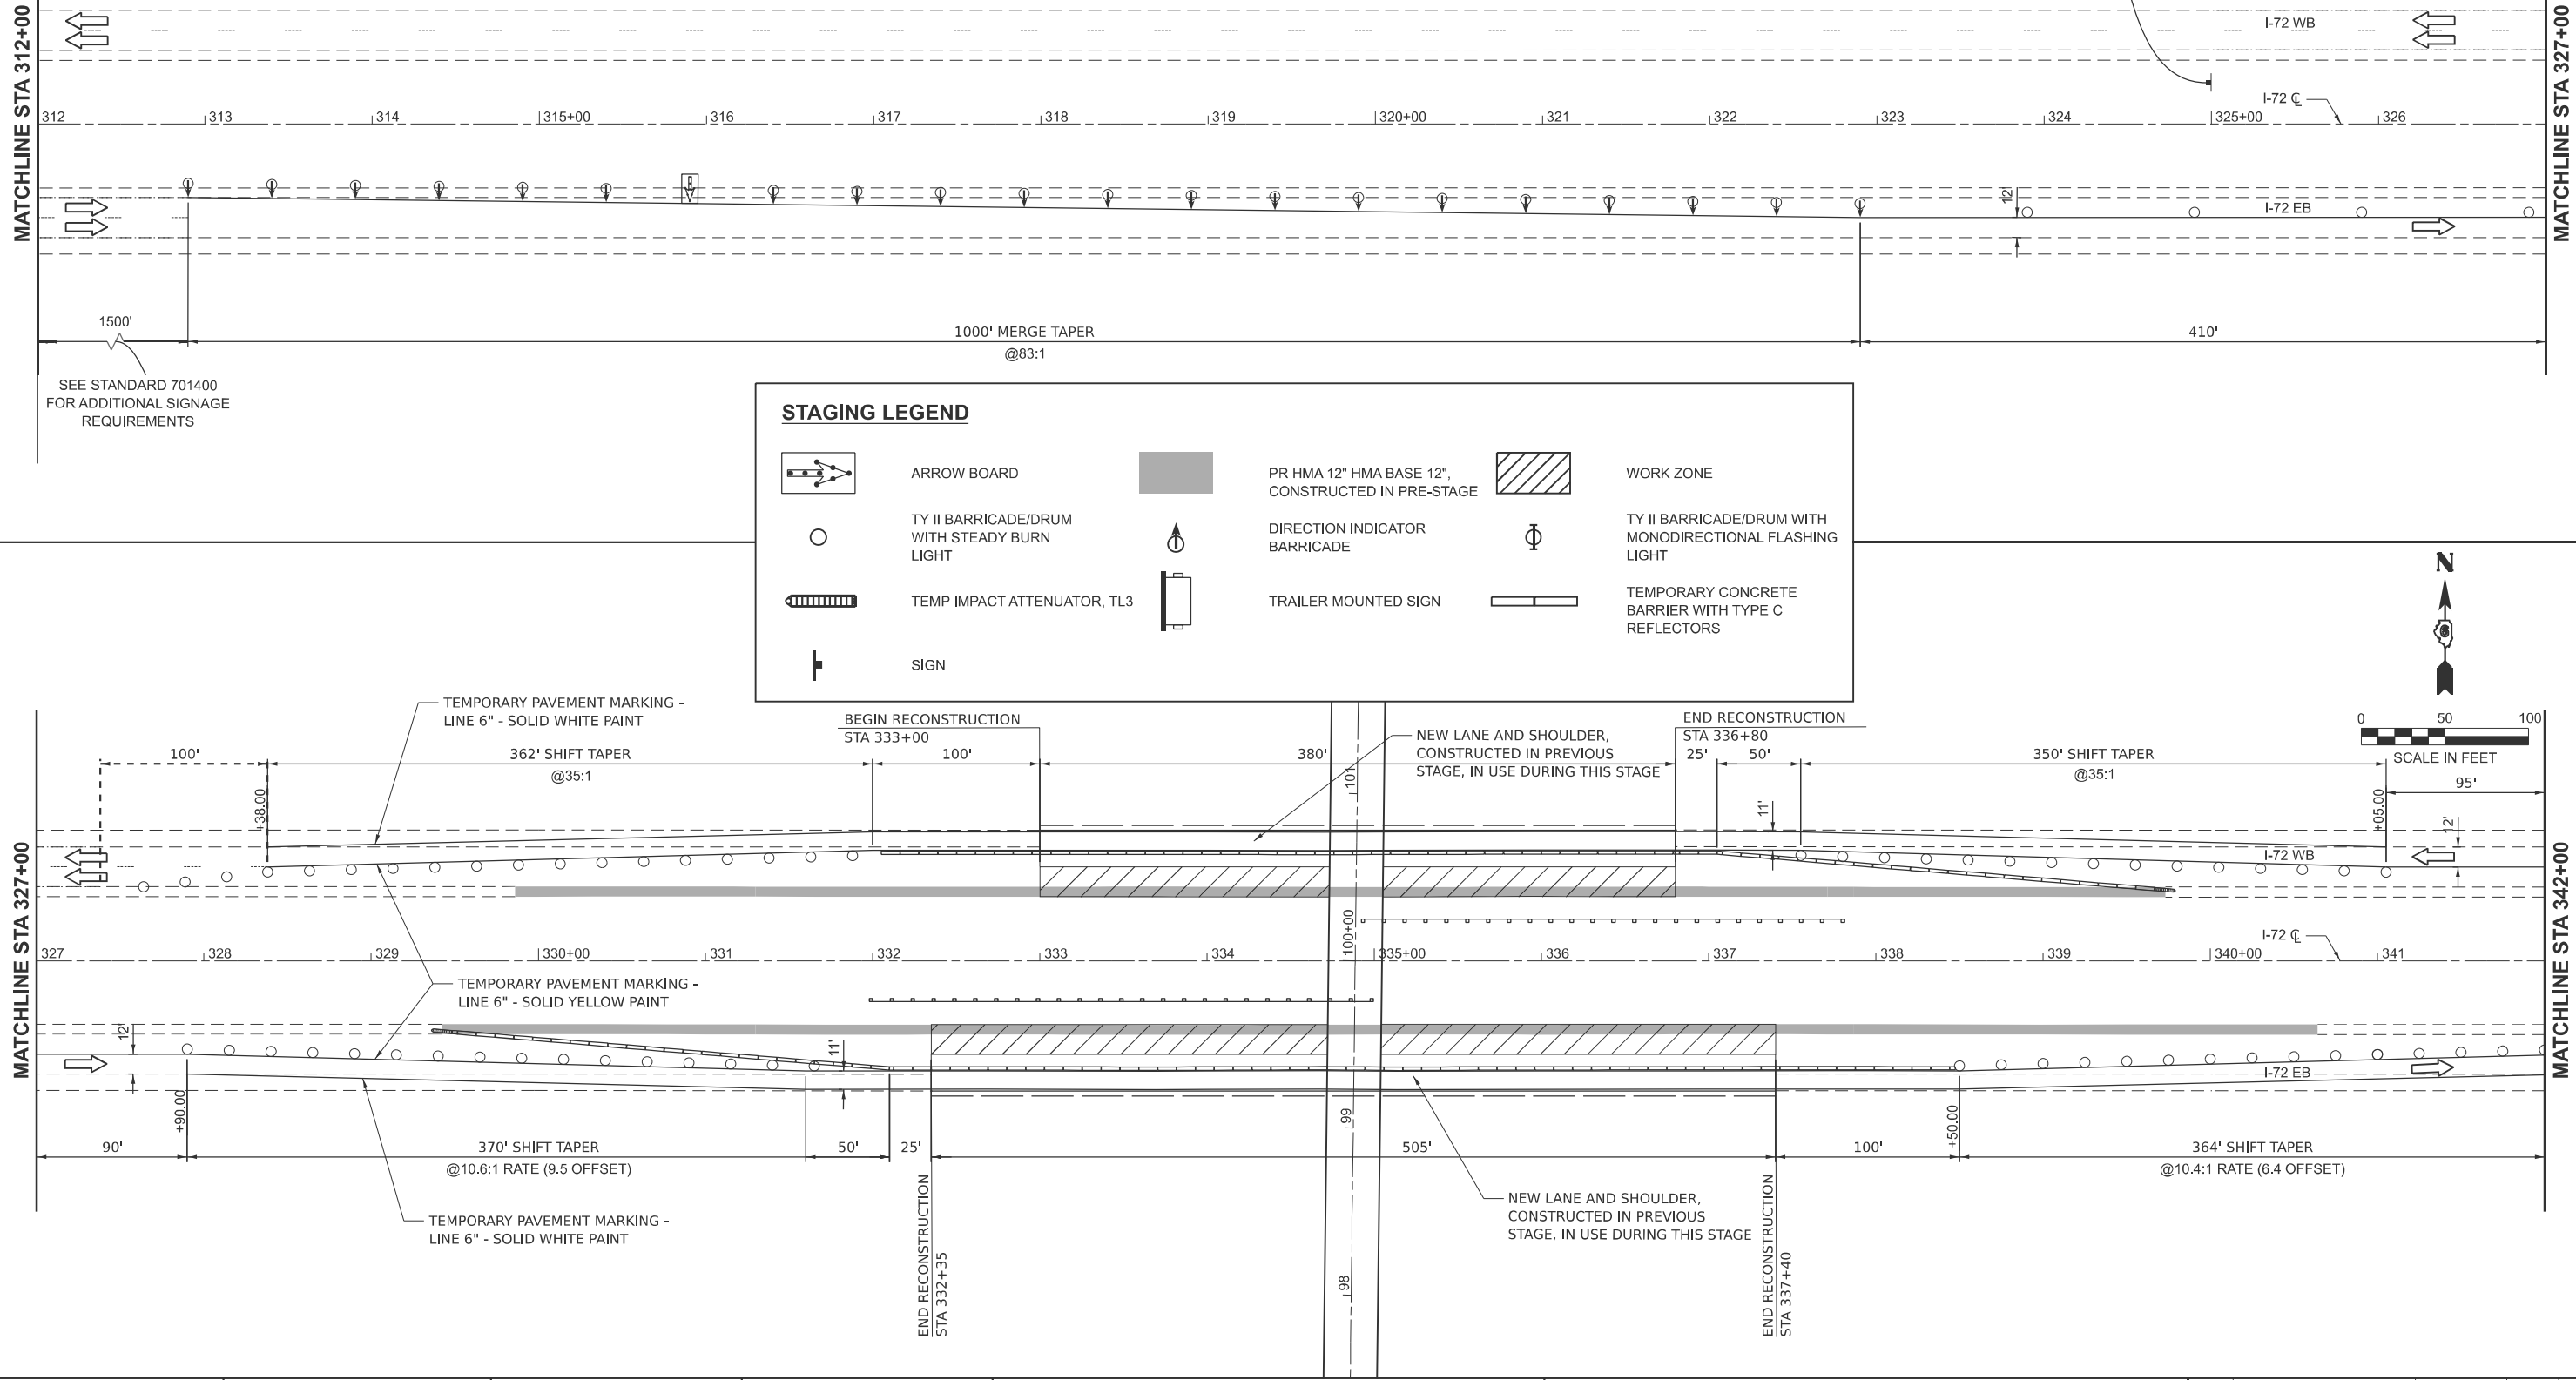 MATCHLINE STA 312+00
I-72 WB
MATCHLINE STA 327+00
I-72 ℄
312 313 314 315+00 316 317 318 319 320+00 321 322 323 324 325+00 326
12'
I-72 EB
1500'
1000' MERGE TAPER
@83:1
410'
SEE STANDARD 701400
FOR ADDITIONAL SIGNAGE
REQUIREMENTS
STAGING LEGEND
ARROW BOARD
PR HMA 12" HMA BASE 12",
CONSTRUCTED IN PRE-STAGE
WORK ZONE
TY II BARRICADE/DRUM
WITH STEADY BURN
LIGHT
DIRECTION INDICATOR
BARRICADE
TY II BARRICADE/DRUM WITH
MONODIRECTIONAL FLASHING
LIGHT
TEMP IMPACT ATTENUATOR, TL3
TRAILER MOUNTED SIGN
TEMPORARY CONCRETE
BARRIER WITH TYPE C
REFLECTORS
SIGN
N
6
0 50 100
SCALE IN FEET
MATCHLINE STA 327+00
TEMPORARY PAVEMENT MARKING -
LINE 6" - SOLID WHITE PAINT
BEGIN RECONSTRUCTION
STA 333+00
NEW LANE AND SHOULDER,
CONSTRUCTED IN PREVIOUS
STAGE, IN USE DURING THIS STAGE
END RECONSTRUCTION
STA 336+80
100'
362' SHIFT TAPER
@35:1
100'
380'
25'
50'
350' SHIFT TAPER
@35:1
95'
+38.00
11'
+05.00
12'
I-72 WB
101
100+00
99
98
I-72 ℄
327 328 329 330+00 331 332 333 334 335+00 336 337 338 339 340+00 341
TEMPORARY PAVEMENT MARKING -
LINE 6" - SOLID YELLOW PAINT
12'
11'
I-72 EB
+90.00
+50.00
90'
370' SHIFT TAPER
@10.6:1 RATE (9.5 OFFSET)
50'
25'
505'
100'
364' SHIFT TAPER
@10.4:1 RATE (6.4 OFFSET)
TEMPORARY PAVEMENT MARKING -
LINE 6" - SOLID WHITE PAINT
END RECONSTRUCTION
STA 332+35
NEW LANE AND SHOULDER,
CONSTRUCTED IN PREVIOUS
STAGE, IN USE DURING THIS STAGE
END RECONSTRUCTION
STA 337+40
MATCHLINE STA 342+00